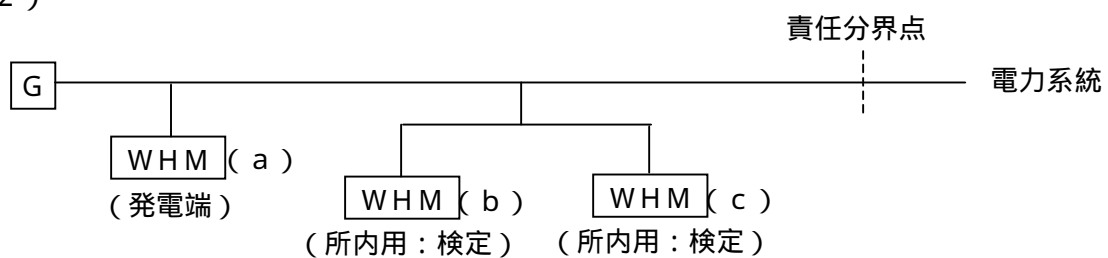 ２）
責任分界点
G
電力系統
ＷＨＭ（ａ）
（発電端）
ＷＨＭ（ｂ）
（所内用：検定）
ＷＨＭ（ｃ）
（所内用：検定）